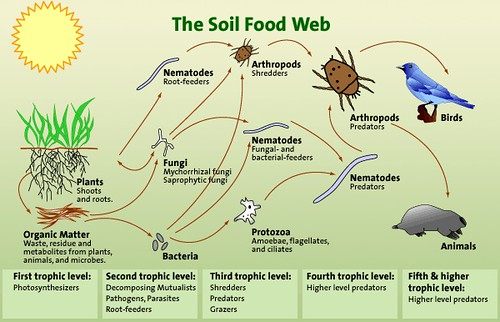 The Soil Food Web
Nematodes
Root-feeders
Arthropods
Shredders
Arthropods
Predators
Birds
Plants
Shoots
and roots.
Fungi
Mychorrhizal fungi
Saprophytic fungi
Nematodes
Fungal- and
bacterial-feeders
Nematodes
Predators
Organic Matter
Waste, residue and
metabolites from plants,
animals, and microbes.
Bacteria
Protozoa
Amoebae, flagellates,
and ciliates
Animals
First trophic level:
Photosynthesizers
Second trophic level:
Decomposing Mutualists
Pathogens, Parasites
Root-feeders
Third trophic level:
Shredders
Predators
Grazers
Fourth trophic level:
Higher level predators
Fifth & higher
trophic level:
Higher level predators